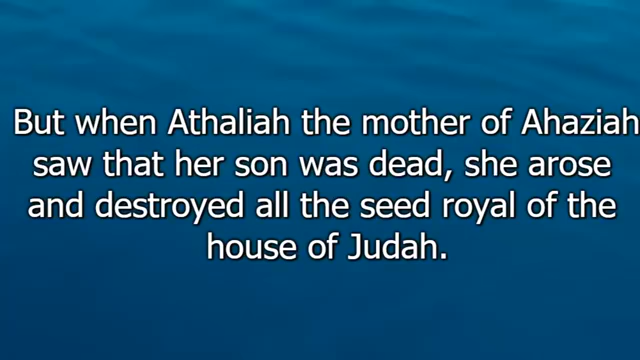 But when Athaliah the mother of Ahaziah
saw that her son was dead, she arose
and destroyed all the seed royal of the
house of Judah.